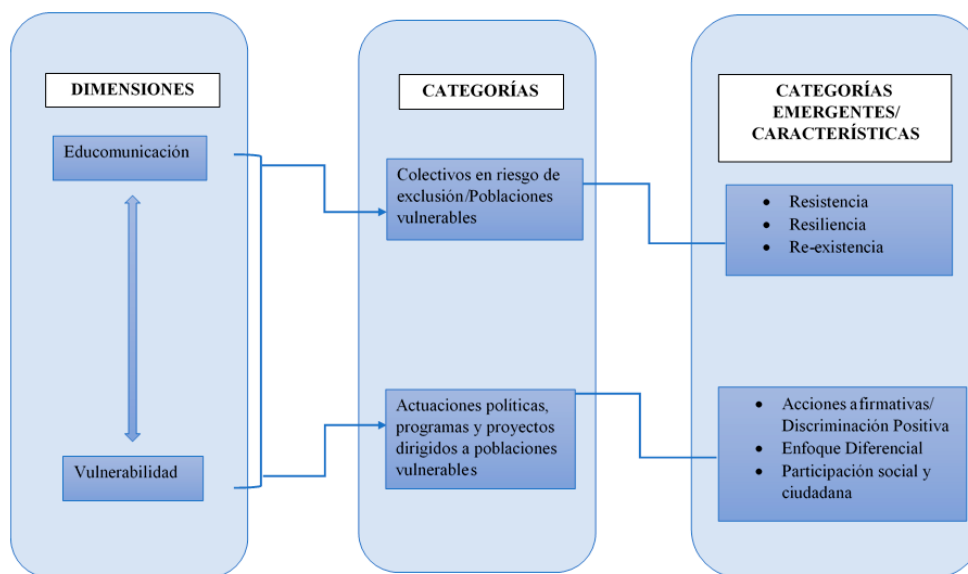 DIMENSIONES
Educomunicación
Vulnerabilidad
CATEGORÍAS
Colectivos en riesgo de
exclusión/Poblaciones
vulnerables
Actuaciones políticas,
programas y proyectos
dirigidos a poblaciones
vulnerables
CATEGORÍAS
EMERGENTES/
CARACTERÍSTICAS
• Resistencia
• Resiliencia
• Re-existencia
• Acciones afirmativas/
Discriminación Positiva
• Enfoque Diferencial
• Participación social y
ciudadana